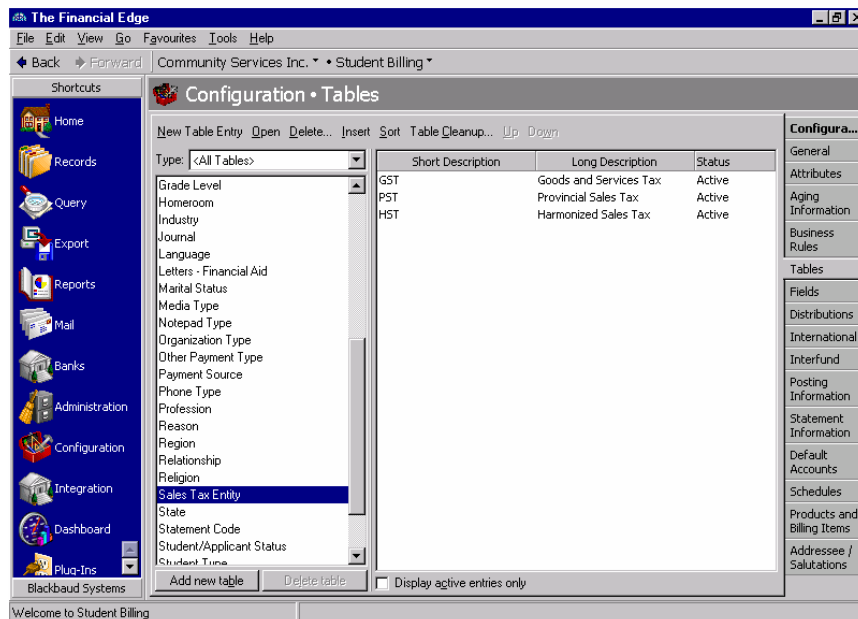 The Financial Edge
File Edit View Go Favourites Tools Help
Back Forward Community Services Inc. • Student Billing
Shortcuts
Home
Records
Query
Export
Reports
Mail
Banks
Administration
Configuration
Integration
Dashboard
Plug-Ins
Blackbaud Systems
Configuration • Tables
New Table Entry Open Delete... Insert Sort Table Cleanup... Up Down
Type: <All Tables>
Grade Level
Homeroom
Industry
Journal
Language
Letters - Financial Aid
Marital Status
Media Type
Notepad Type
Organization Type
Other Payment Type
Payment Source
Phone Type
Profession
Reason
Region
Relationship
Religion
Sales Tax Entity
State
Statement Code
Student/Applicant Status
Student Type
Add new table Delete table
Short Description Long Description Status
GST Goods and Services Tax Active
PST Provincial Sales Tax Active
HST Harmonized Sales Tax Active
Display active entries only
Configura...
General
Attributes
Aging
Information
Business
Rules
Tables
Fields
Distributions
International
Interfund
Posting
Information
Statement
Information
Default
Accounts
Schedules
Products and
Billing Items
Addressee /
Salutations
Welcome to Student Billing